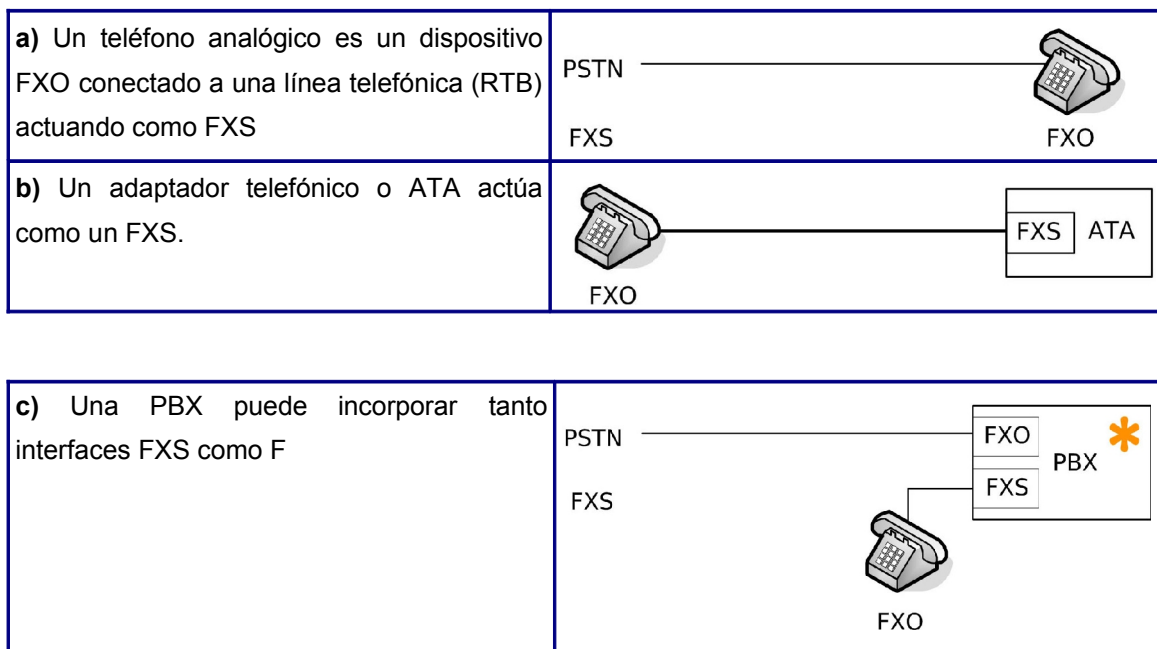 a) Un teléfono analógico es un dispositivo
FXO conectado a una línea telefónica (RTB)
actuando como FXS
PSTN
FXS
FXO
b) Un adaptador telefónico o ATA actúa
como un FXS.
FXO
FXS ATA
c) Una PBX puede incorporar tanto
interfaces FXS como F
PSTN
FXS
FXO
PBX
FXS
FXO